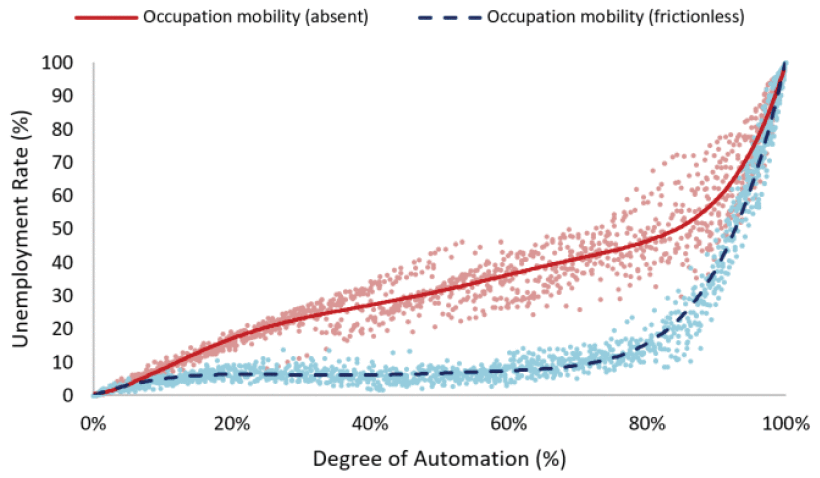 Occupation mobility (absent) Occupation mobility (frictionless)
100
90
80
70
60
50
40
30
20
10
0
Unemployment Rate (%)
0% 20% 40% 60% 80% 100%
Degree of Automation (%)